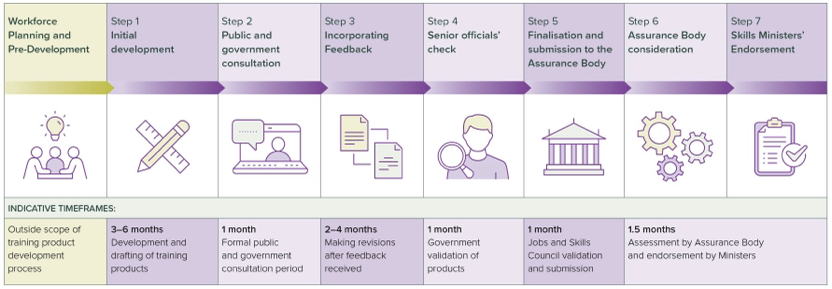 Workforce
Planning and
Pre-Development
Step 1
Initial
development
Step 2
Public and
government
consultation
Step 3
Incorporating
Feedback
Step 4
Senior officials'
check
Step 5
Finalisation and
submission to the
Assurance Body
Step 6
Assurance Body
consideration
Step 7
Skills Ministers'
Endorsement
INDICATIVE TIMEFRAMES:
Outside scope of
training product
development
process
3–6 months
Development and
drafting of training
products
1 month
Formal public
and government
consultation period
2–4 months
Making revisions
after feedback
received
1 month
Government
validation of
products
1 month
Jobs and Skills
Council validation
and submission
1.5 months
Assessment by Assurance Body
and endorsement by Ministers